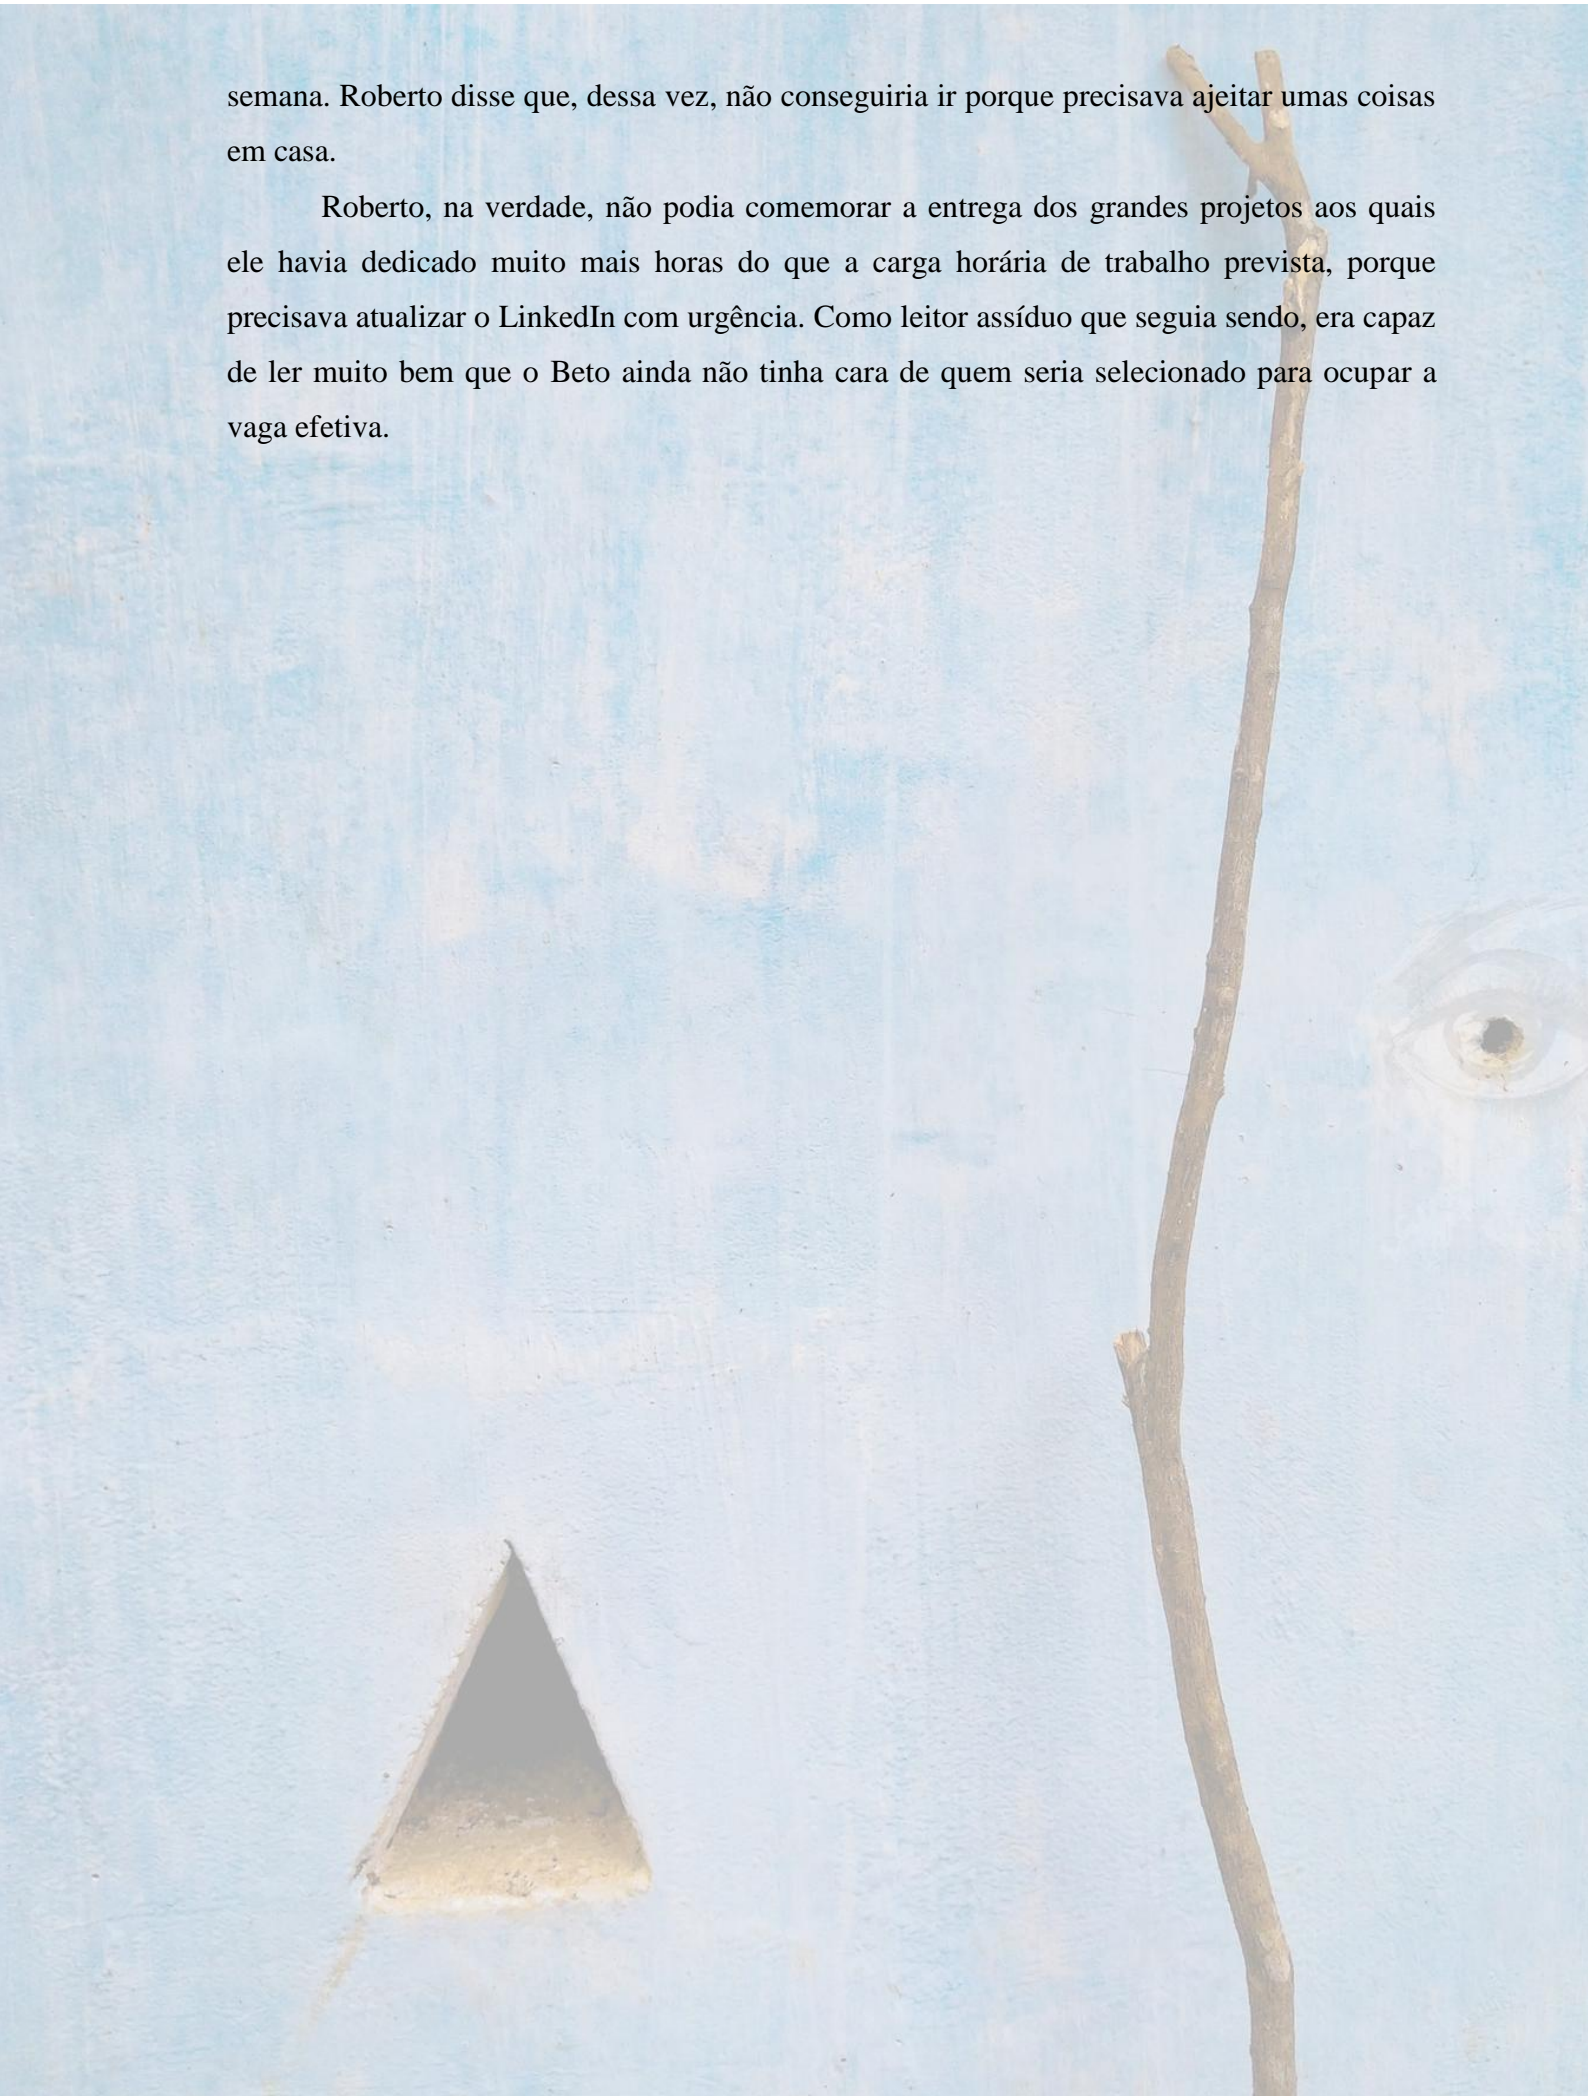 semana. Roberto disse que, dessa vez, não conseguiria ir porque precisava ajeitar umas coisas
em casa.
Roberto, na verdade, não podia comemorar a entrega dos grandes projetos aos quais
ele havia dedicado muito mais horas do que a carga horária de trabalho prevista, porque
precisava atualizar o LinkedIn com urgência. Como leitor assíduo que seguia sendo, era capaz
de ler muito bem que o Beto ainda não tinha cara de quem seria selecionado para ocupar a
vaga efetiva.